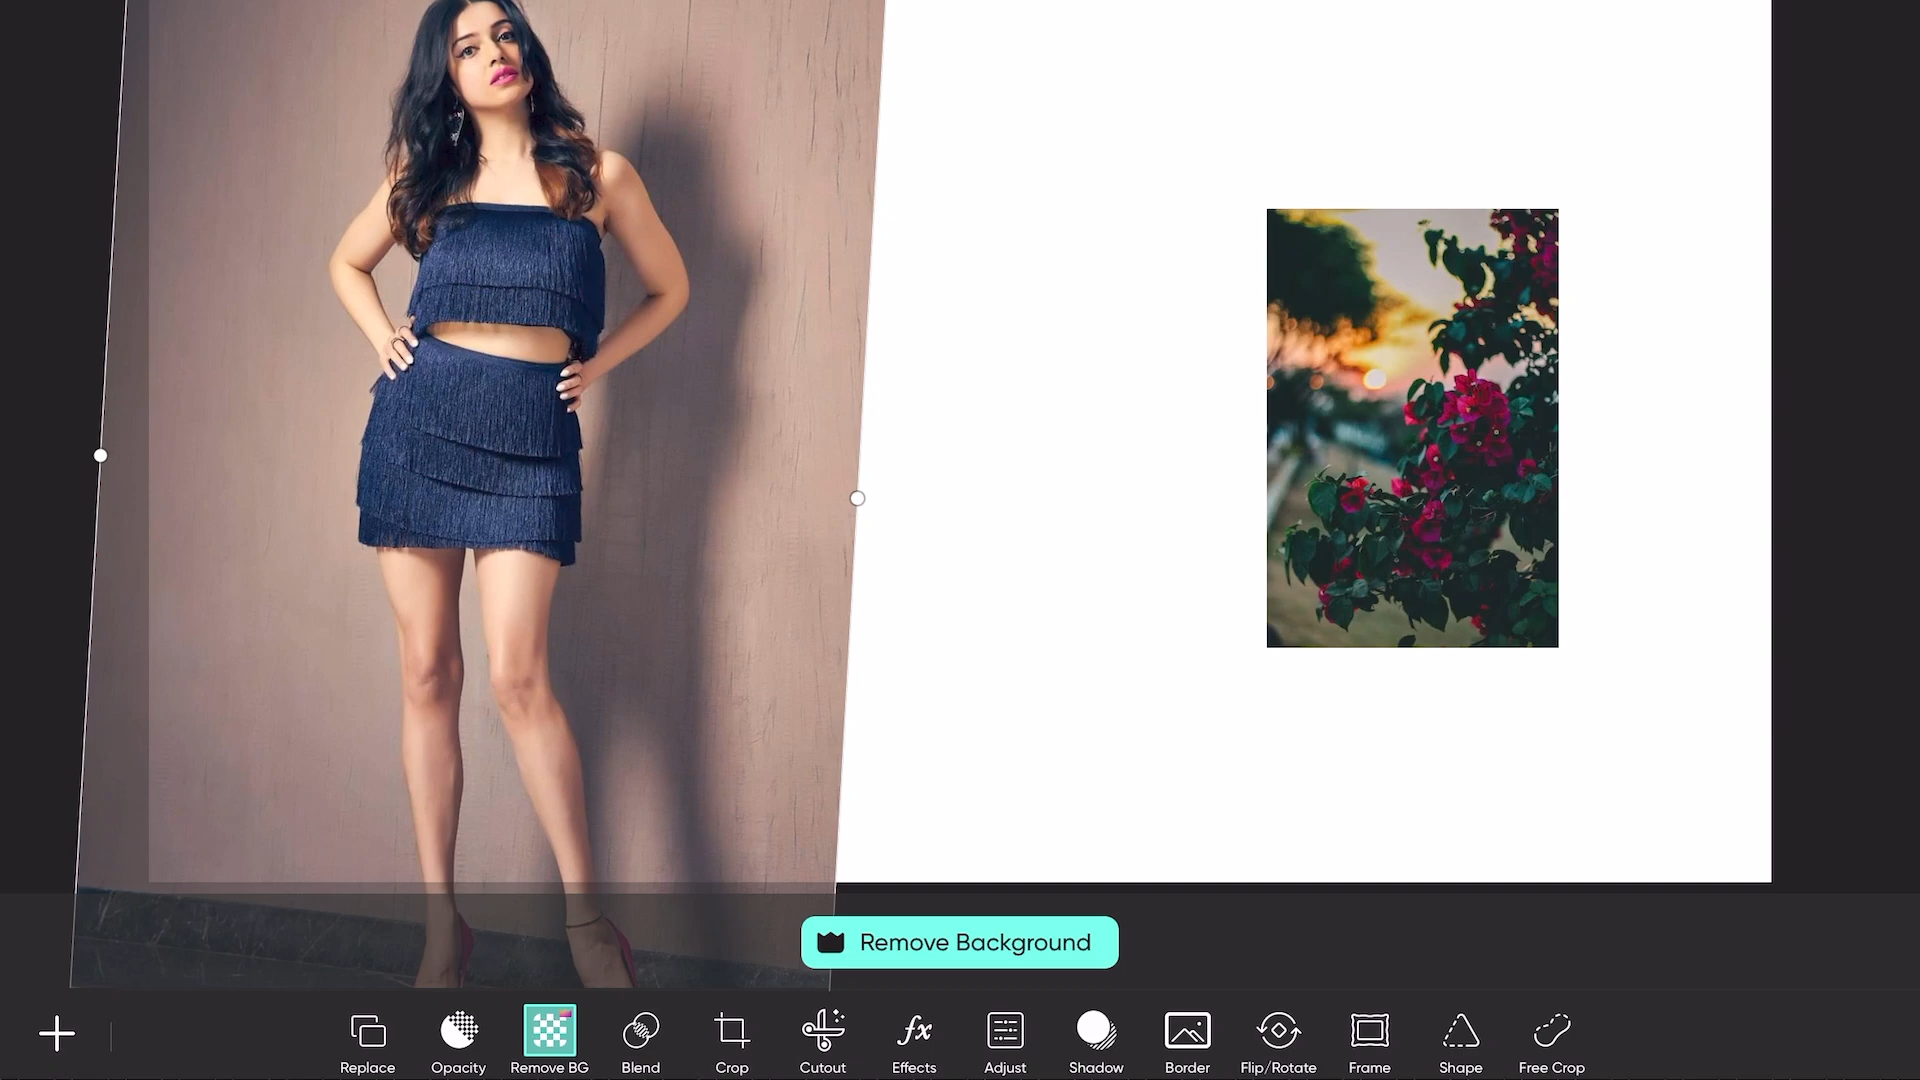 Remove Background
Replace
Opacity
Remove BG
Blend
Crop
Cutout
fx
Effects
Adjust
Shadow
Border
Flip/Rotate
Frame
Shape
Free Crop